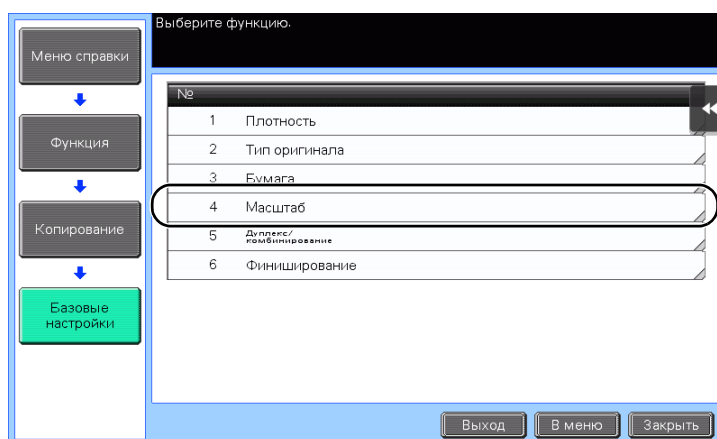 Выберите функцию.
Меню справки
Функция
Копирование
Базовые
настройки
№
1 Плотность
2 Тип оригинала
3 Бумага
4 Масштаб
5 Дуплекс/
комбинирование
6 Финиширование
Выход
В меню
Закрыть